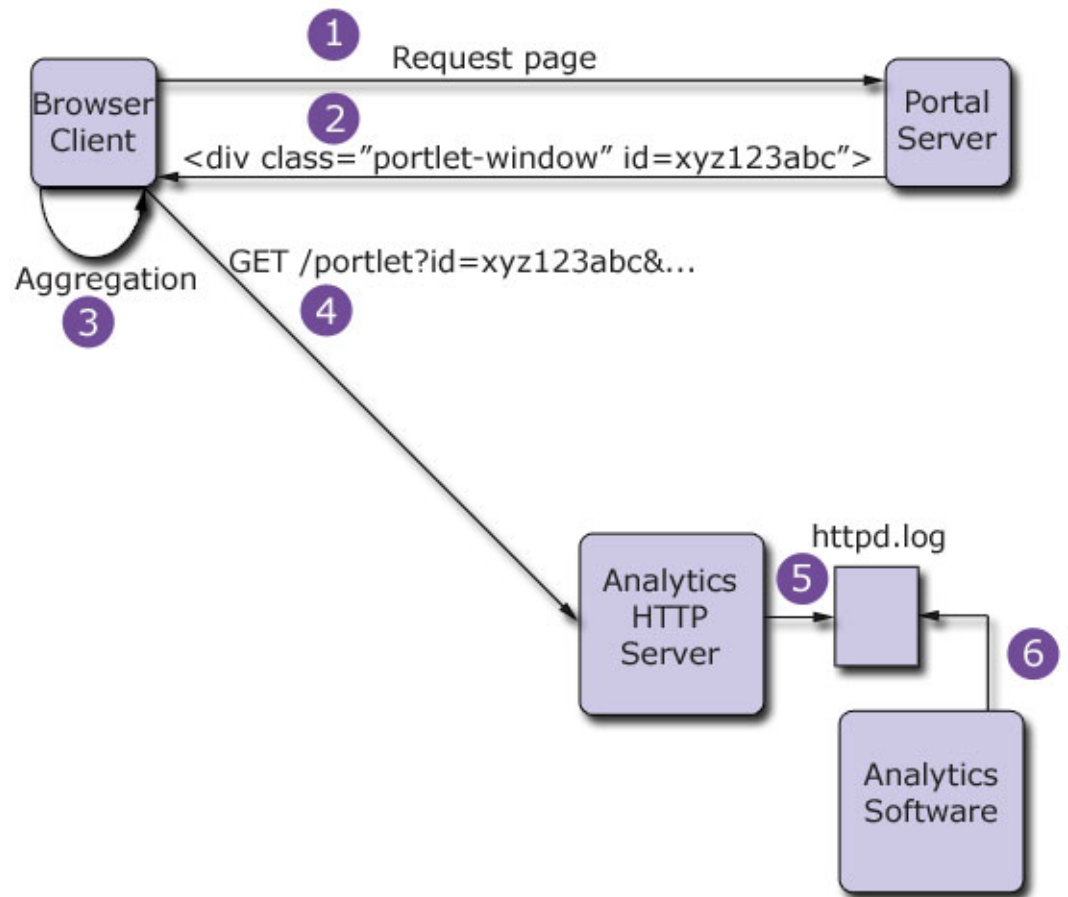 1
Request page
Browser
Client
Portal
Server
2
<div class=”portlet-window” id=xyz123abc”>
Aggregation
3
GET /portlet?id=xyz123abc&...
4
httpd.log
Analytics
HTTP
Server
5
6
Analytics
Software